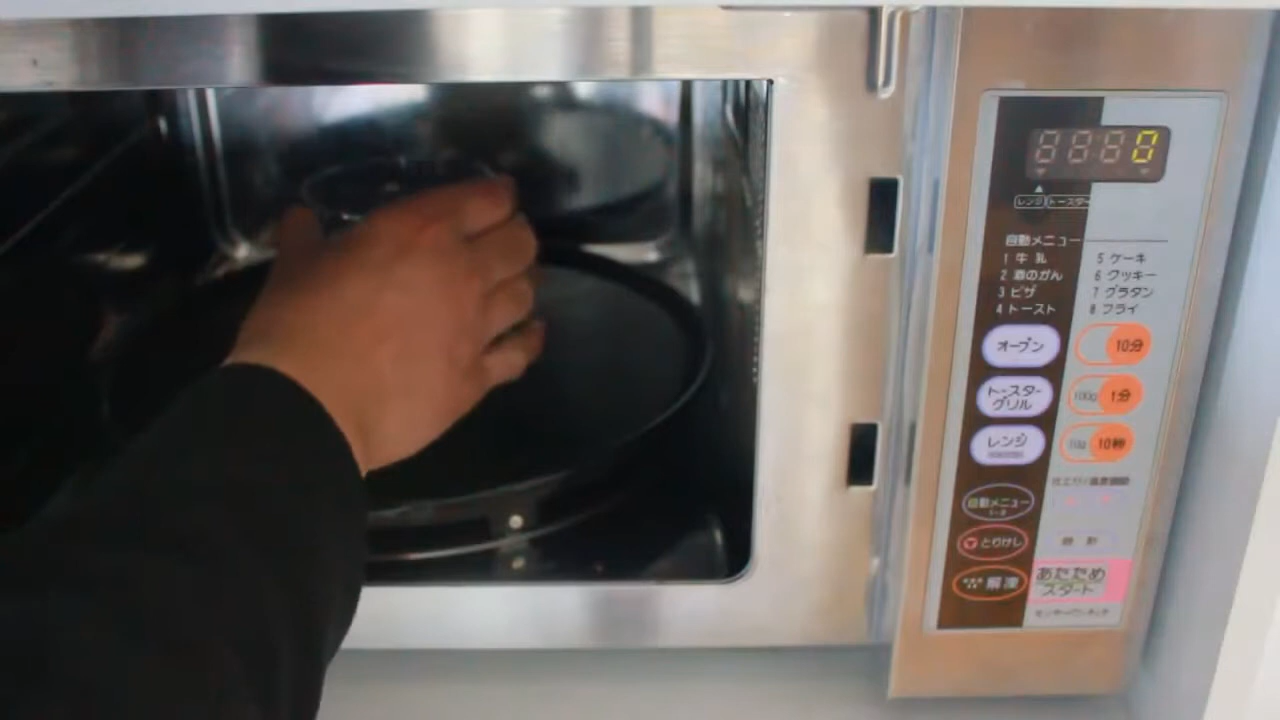 0
レンジ トースター
自動メニュー
1 牛乳
2 酒のかん
3 ピザ
4 トースト
5 ケーキ
6 クッキー
7 グラタン
8 フライ
オーブン
10分
トースター
グリル
100g 1分
レンジ
10g 10秒
自動メニュー
とりけし
解凍
あたため
スタート